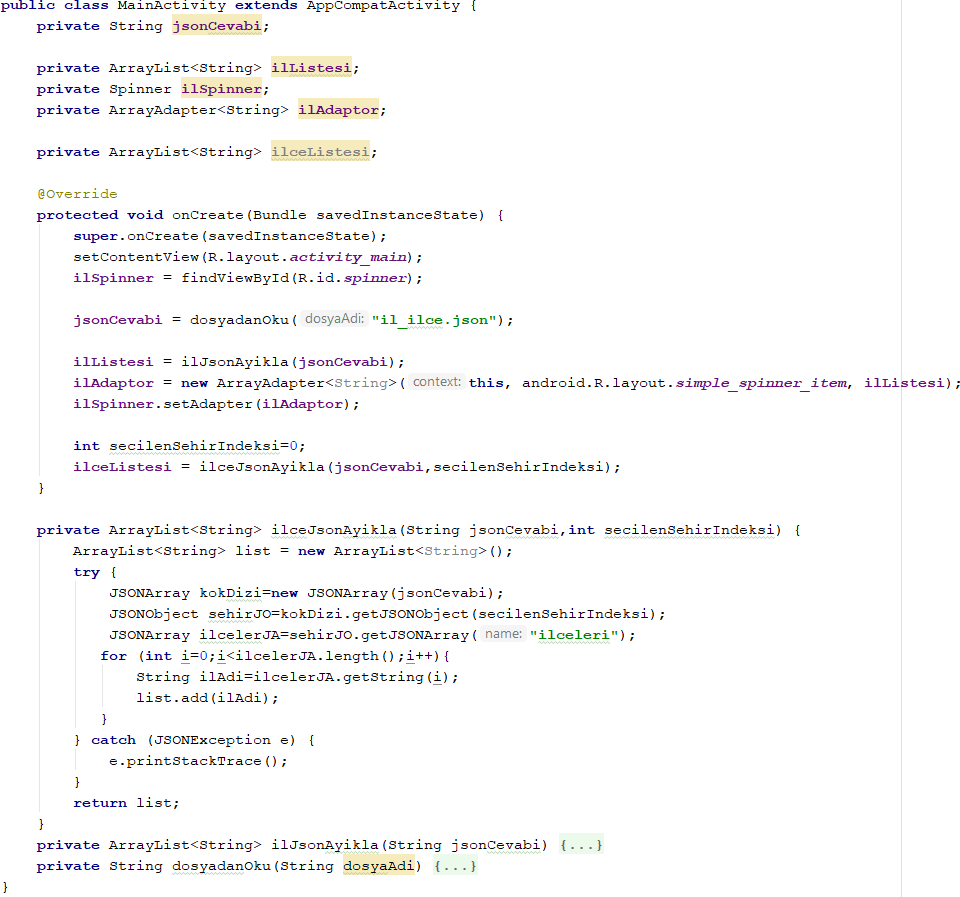 public class MainActivity extends AppCompatActivity {
    private String jsonCevabi;

    private ArrayList<String> ilListesi;
    private Spinner ilSpinner;
    private ArrayAdapter<String> ilAdaptor;

    private ArrayList<String> ilceListesi;

    @Override
    protected void onCreate(Bundle savedInstanceState) {
        super.onCreate(savedInstanceState);
        setContentView(R.layout.activity_main);
        ilSpinner = findViewById(R.id.spinner);

        jsonCevabi = dosyadanOku( dosyaAdi: "il_ilce.json");

        ilListesi = ilJsonAyikla(jsonCevabi);
        ilAdaptor = new ArrayAdapter<String>( context: this, android.R.layout.simple_spinner_item, ilListesi);
        ilSpinner.setAdapter(ilAdaptor);

        int secilenSehirIndeksi=0;
        ilceListesi = ilceJsonAyikla(jsonCevabi,secilenSehirIndeksi);
    }

    private ArrayList<String> ilceJsonAyikla(String jsonCevabi,int secilenSehirIndeksi) {
        ArrayList<String> list = new ArrayList<String>();
        try {
            JSONArray kokDizi=new JSONArray(jsonCevabi);
            JSONObject sehirJO=kokDizi.getJSONObject(secilenSehirIndeksi);
            JSONArray ilcelerJA=sehirJO.getJSONArray( name: "ilceleri");
           for (int i=0;i<ilcelerJA.length();i++){
               String ilAdi=ilcelerJA.getString(i);
               list.add(ilAdi);
           }
        } catch (JSONException e) {
            e.printStackTrace();
        }
        return list;
    }
    private ArrayList<String> ilJsonAyikla(String jsonCevabi) {...}
    private String dosyadanOku(String dosyaAdi) {...}
}